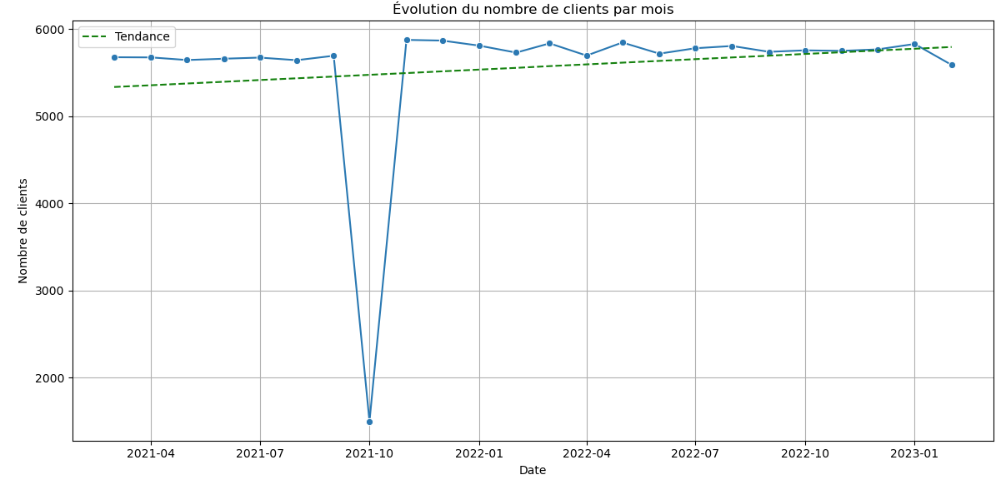 Évolution du nombre de clients par mois
Tendance
6000
5000
4000
3000
2000
Nombre de clients
2021-04 2021-07 2021-10 2022-01 2022-04 2022-07 2022-10 2023-01
Date